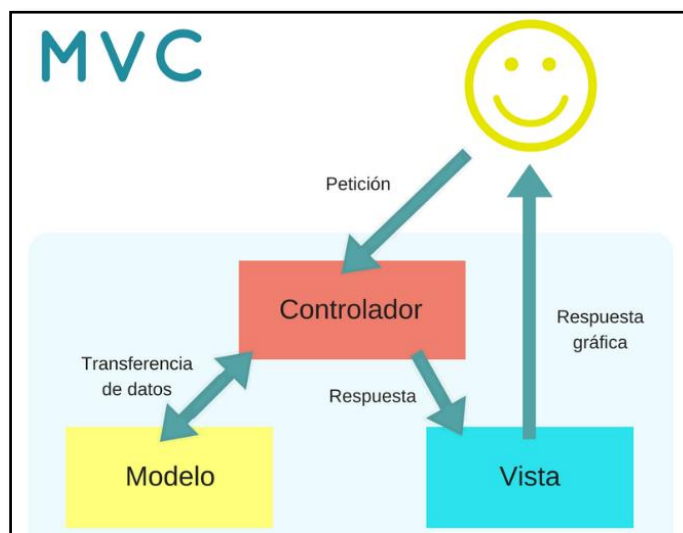 MVC
Petición
Controlador
Transferencia
de datos
Respuesta
Respuesta
gráfica
Modelo
Vista